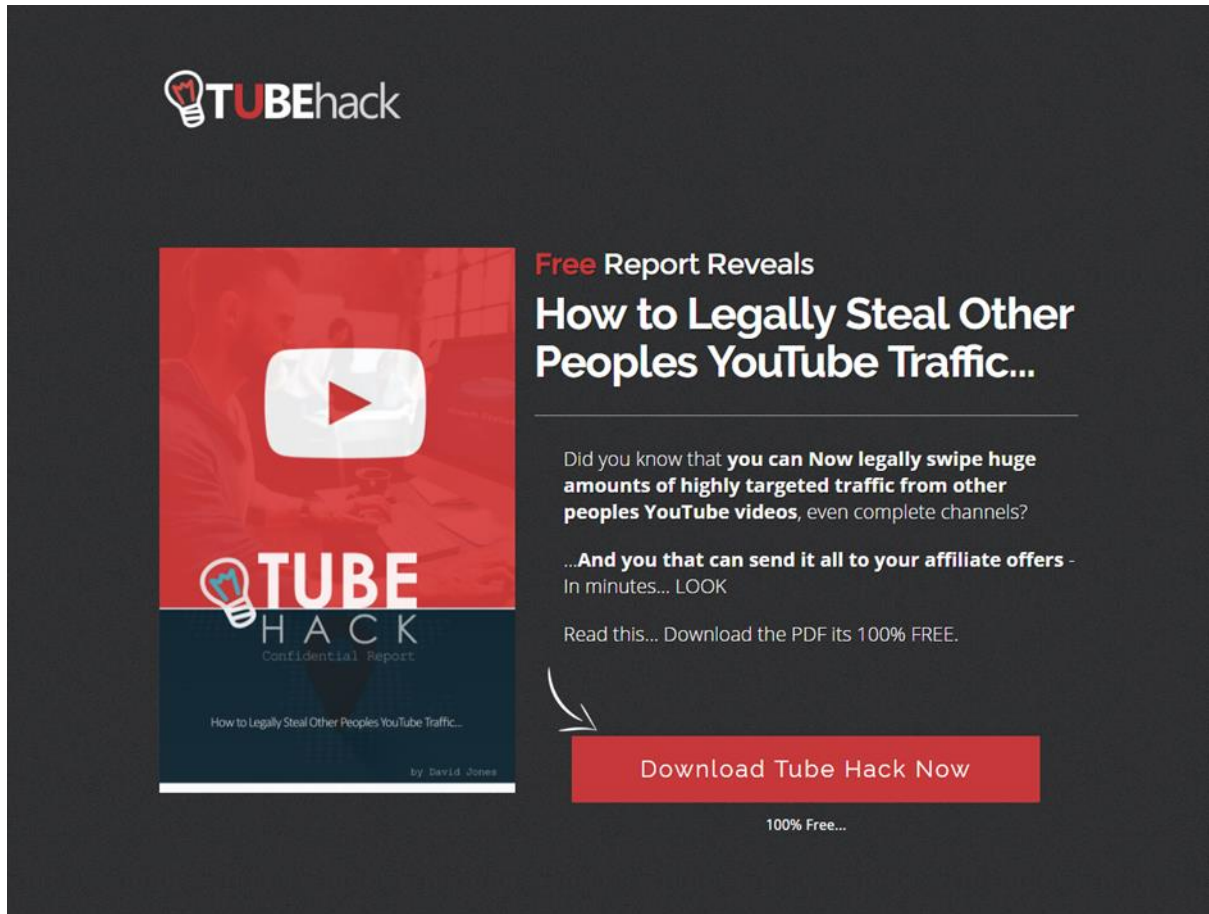 TUBEhack
Free Report Reveals
How to Legally Steal Other
Peoples YouTube Traffic...
Did you know that you can Now legally swipe huge
amounts of highly targeted traffic from other
peoples YouTube videos, even complete channels?
...And you that can send it all to your affiliate offers -
In minutes... LOOK
Read this... Download the PDF its 100% FREE.
Download Tube Hack Now
100% Free...
TUBE
HACK
Confidential Report
How to Legally Steal Other Peoples YouTube Traffic...
by David Jones